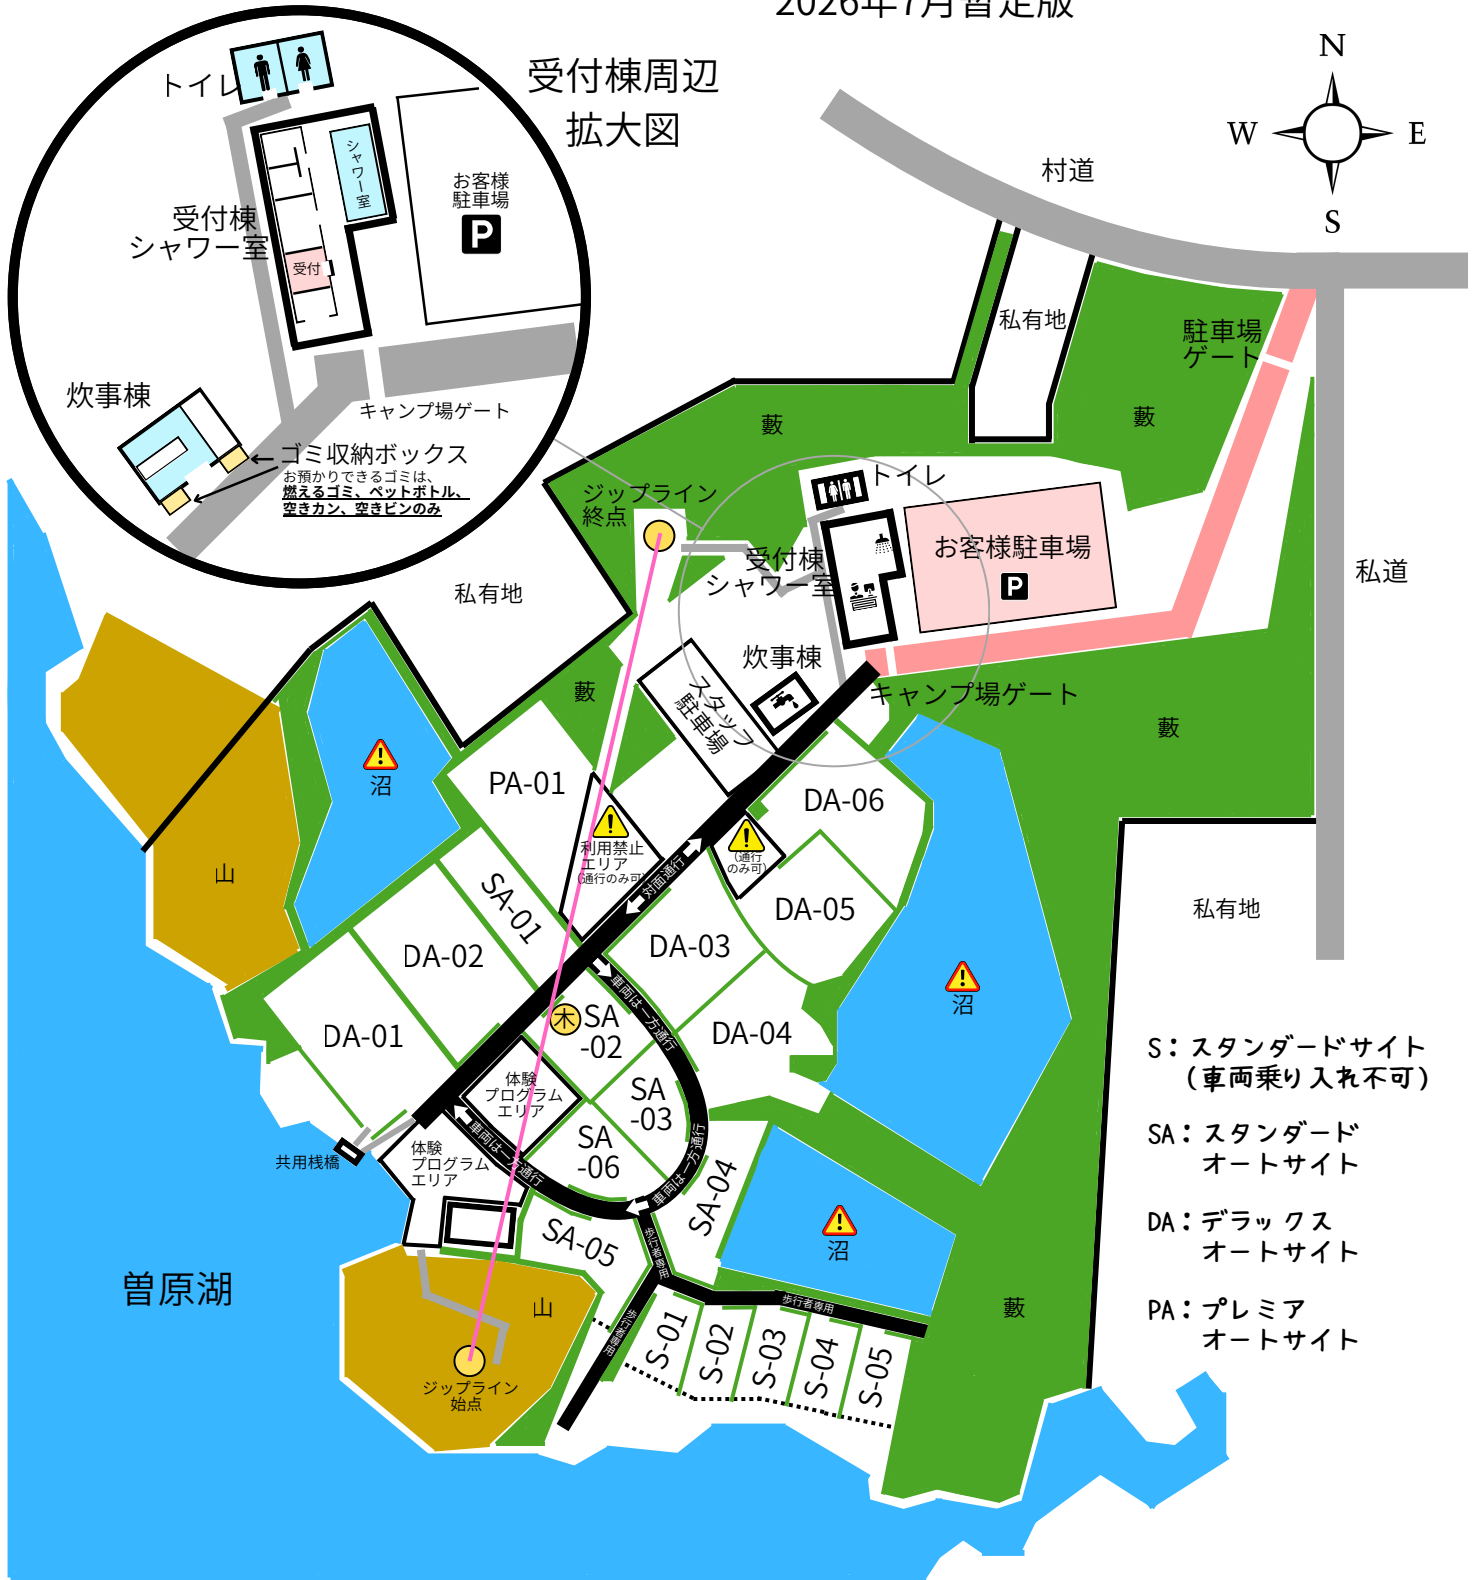 2026年7月暫定版
受付棟周辺
拡大図
トイレ
シャワー室
お客様
駐車場
P
受付棟
シャワー室
受付
炊事棟
キャンプ場ゲート
ゴミ収納ボックス
お預かりできるゴミは、
燃えるゴミ、ペットボトル、
空きカン、空きビンのみ
N
W
E
S
村道
私有地
駐車場
ゲート
藪
藪
トイレ
ジップライン
終点
お客様駐車場
P
受付棟
シャワー室
私道
私有地
炊事棟
キャンプ場ゲート
スタッフ
駐車場
藪
藪
沼
PA-01
DA-06
利用禁止
エリア
(通行のみ可)
(通行
のみ可)
対面通行
山
SA-01
DA-05
私有地
DA-02
DA-03
沼
車両は一方通行
DA-01
木
SA
-02
DA-04
S：スタンダードサイト
（車両乗り入れ不可）
体験
プログラム
エリア
SA
-03
SA：スタンダード
オートサイト
車両は一方通行
車両は一方通行
共用桟橋
体験
プログラム
エリア
SA
-06
SA-04
DA：デラックス
オートサイト
沼
SA-05
歩行者専用
曽原湖
山
歩行者専用
歩行者専用
藪
PA：プレミア
オートサイト
S-01
S-02
S-03
S-04
S-05
ジップライン
始点